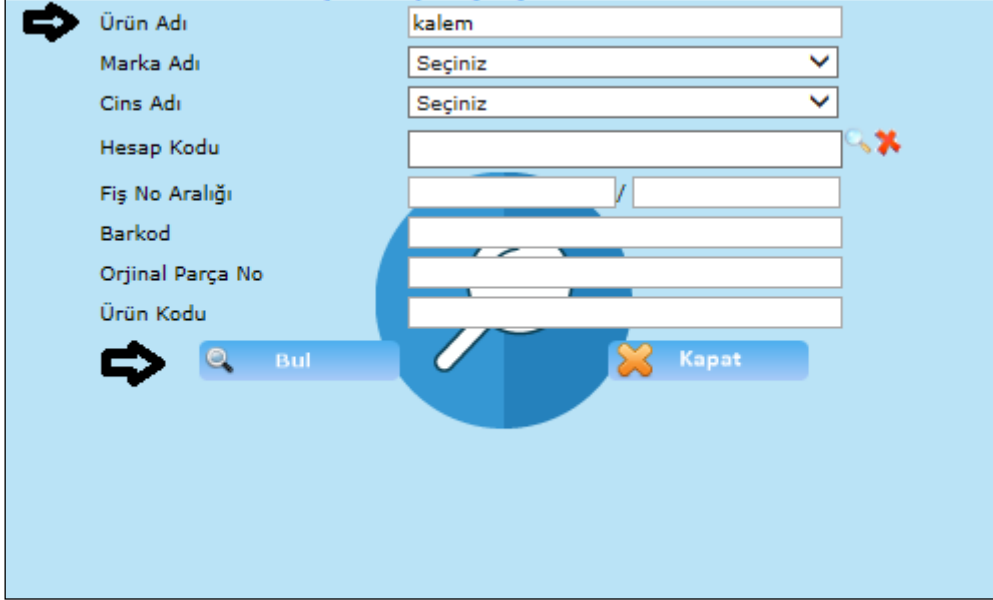 Ürün Adı kalem
Marka Adı Seçiniz
Cins Adı Seçiniz
Hesap Kodu
Fiş No Aralığı /
Barkod
Orjinal Parça No
Ürün Kodu
Bul Kapat